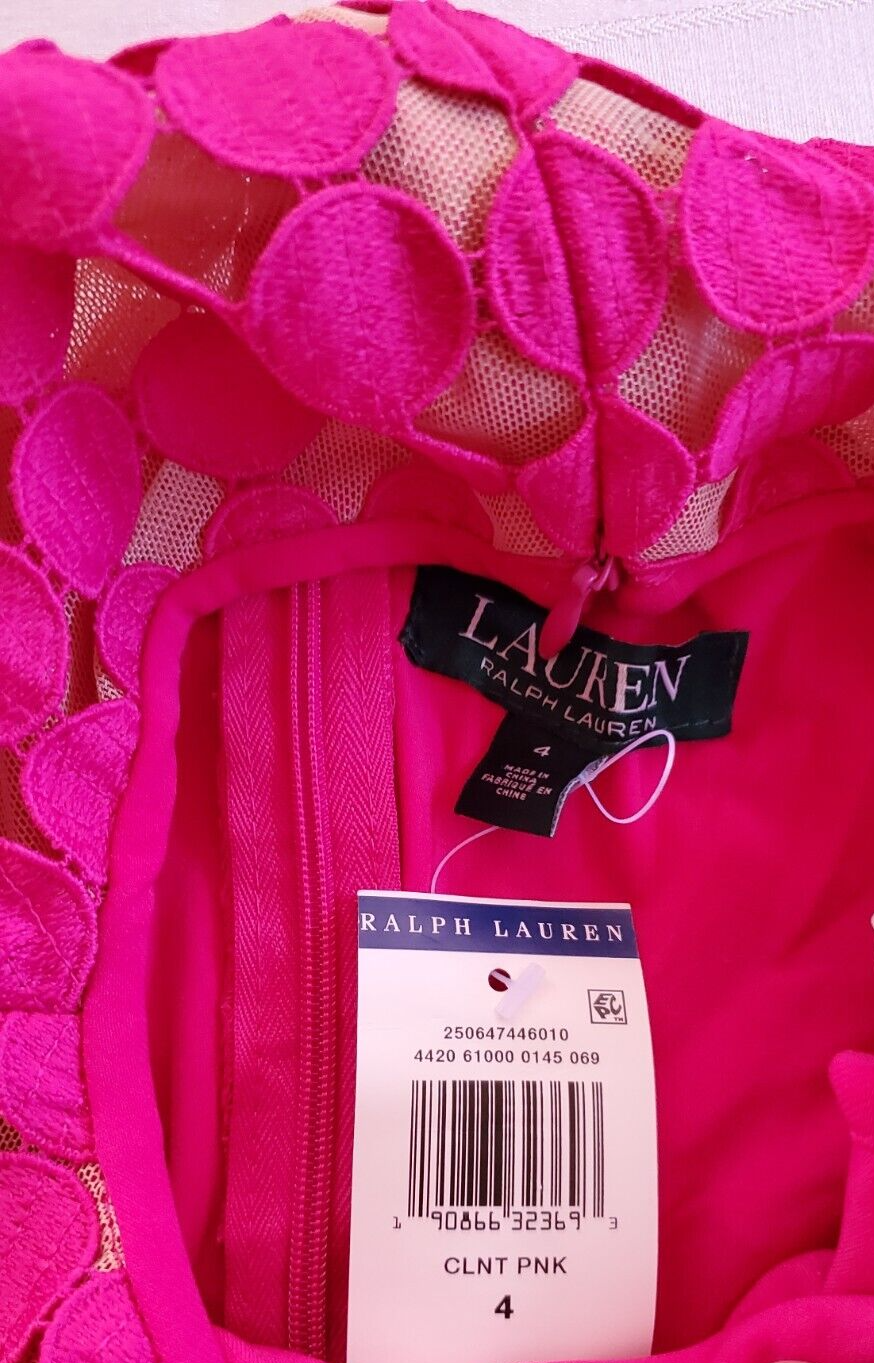 LAUREN
RALPH LAUREN
4
MADE IN
CHINA
FABRIQUÉ EN
CHINE
RALPH LAUREN
EPC™
250647446010
4420 61000 0145 069
1 90866 32369 3
CLNT PNK
4